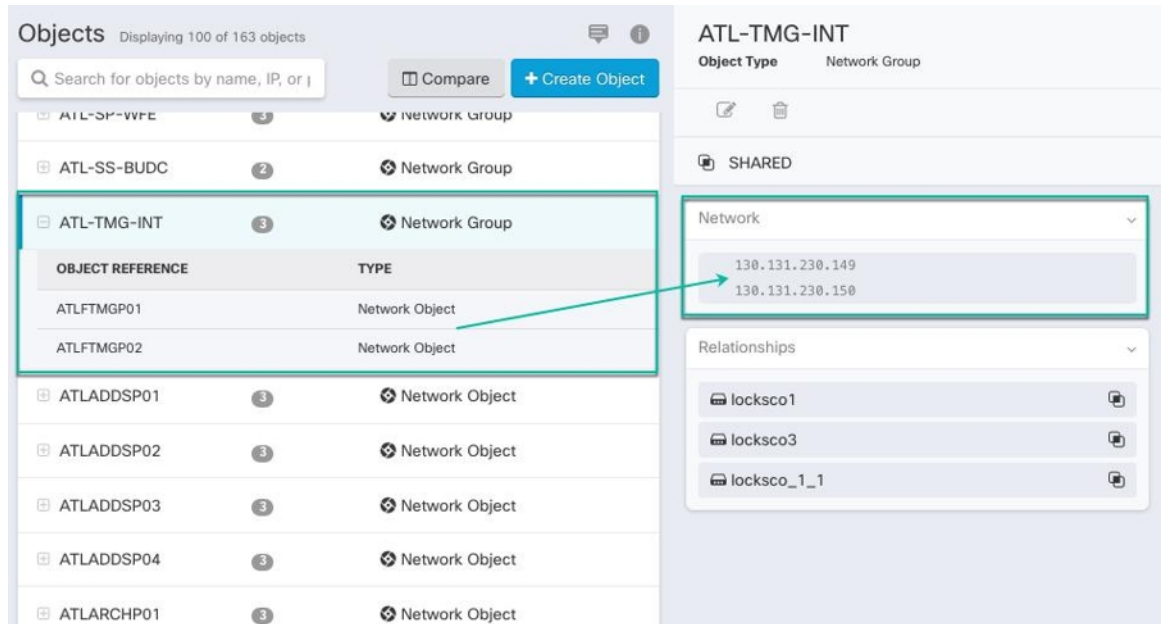 Objects Displaying 100 of 163 objects
Search for objects by name, IP, or
Compare
+ Create Object
ATL-SP-WFE 3 Network Group
ATL-SS-BUDC 2 Network Group
ATL-TMG-INT 3 Network Group
OBJECT REFERENCE TYPE
ATLFTMGP01 Network Object
ATLFTMGP02 Network Object
ATLADDSP01 3 Network Object
ATLADDSP02 3 Network Object
ATLADDSP03 3 Network Object
ATLADDSP04 3 Network Object
ATLARCHP01 3 Network Object
ATL-TMG-INT
Object Type Network Group
SHARED
Network
130.131.230.149
130.131.230.150
Relationships
locksco1
locksco3
locksco_1_1